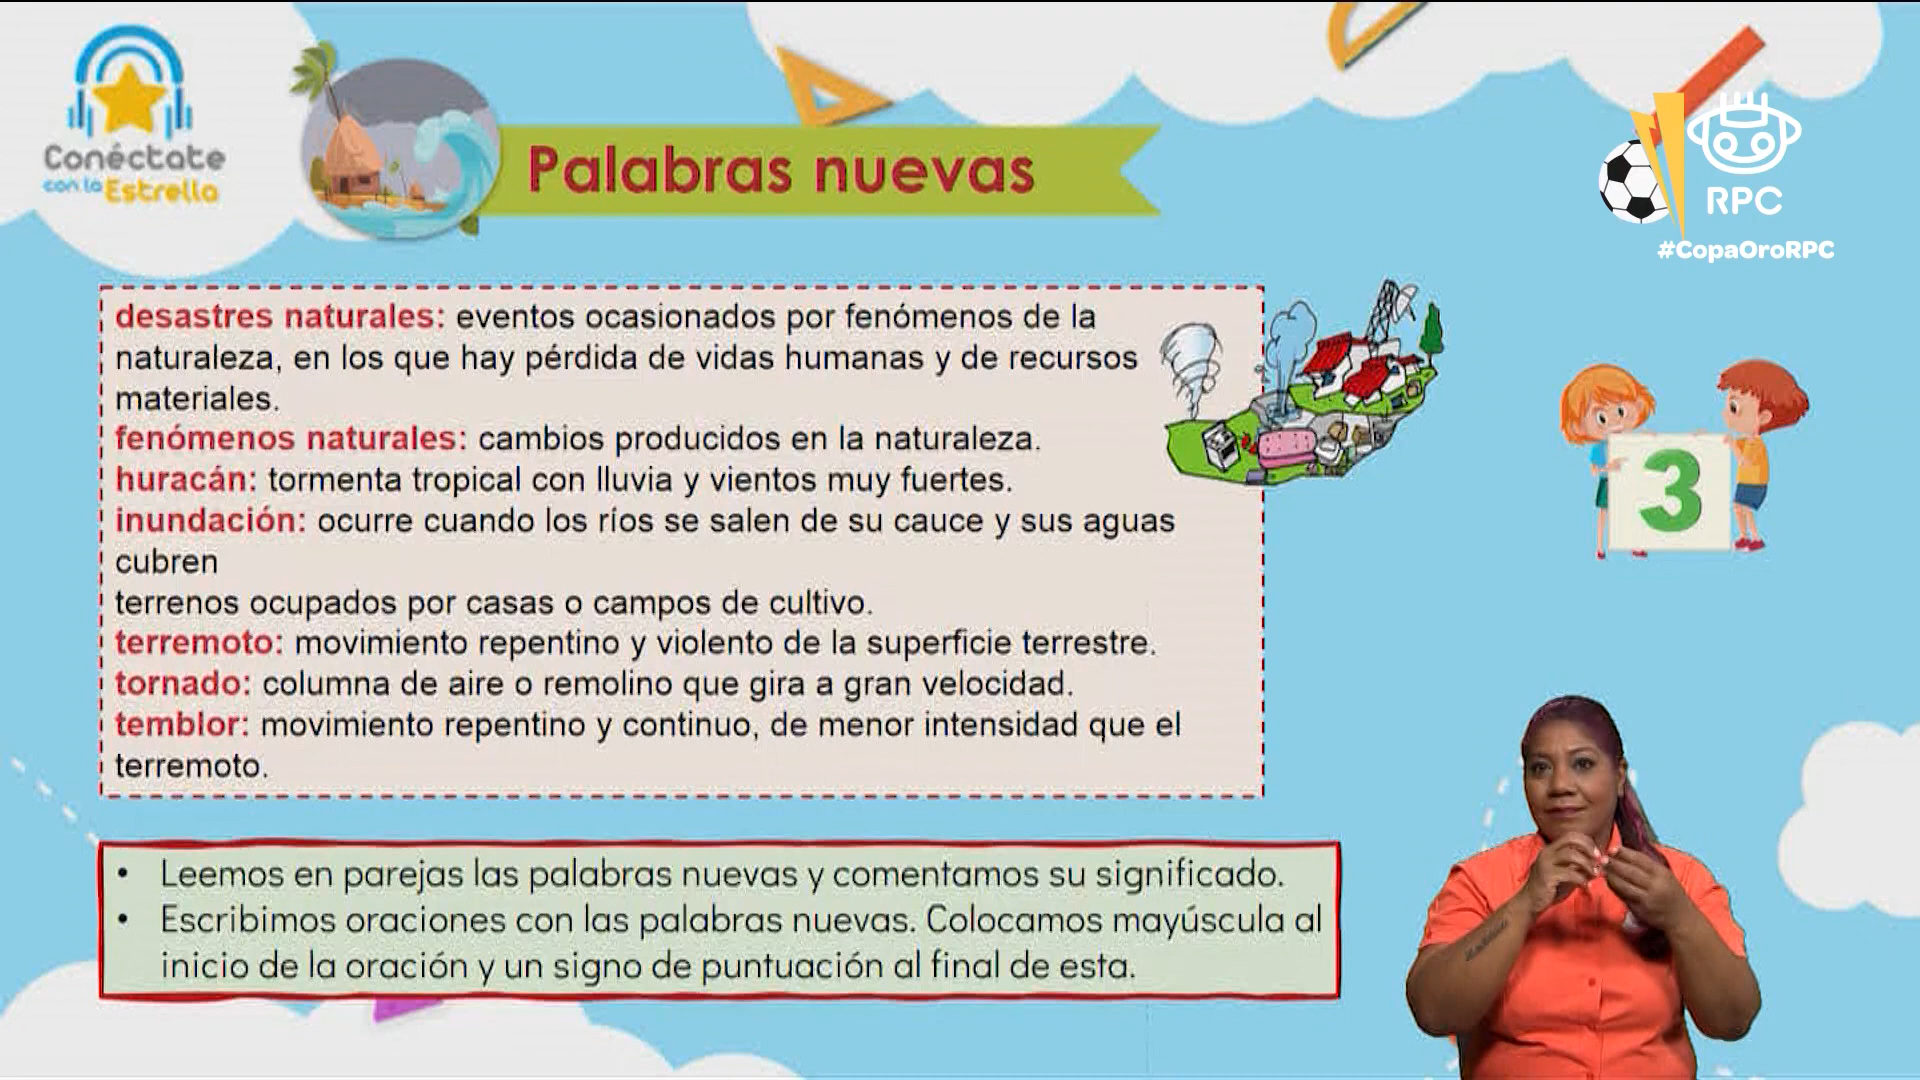 Conéctate
con la Estrella
Palabras nuevas
RPC
#CopaOroRPC
desastres naturales: eventos ocasionados por fenómenos de la
naturaleza, en los que hay pérdida de vidas humanas y de recursos
materiales.
fenómenos naturales: cambios producidos en la naturaleza.
huracán: tormenta tropical con lluvia y vientos muy fuertes.
inundación: ocurre cuando los ríos se salen de su cauce y sus aguas
cubren
terrenos ocupados por casas o campos de cultivo.
terremoto: movimiento repentino y violento de la superficie terrestre.
tornado: columna de aire o remolino que gira a gran velocidad.
temblor: movimiento repentino y continuo, de menor intensidad que el
terremoto.
3
• Leemos en parejas las palabras nuevas y comentamos su significado.
• Escribimos oraciones con las palabras nuevas. Colocamos mayúscula al
inicio de la oración y un signo de puntuación al final de esta.